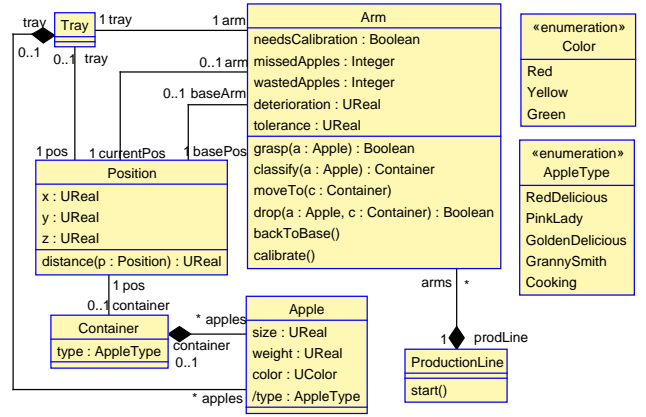 tray
Tray
0..1
1 tray
1 arm
0..1
tray
0..1 arm
0..1 baseArm
1 pos
1 currentPos
1 basePos
Arm
needsCalibration : Boolean
missedApples : Integer
wastedApples : Integer
deterioration : UReal
tolerance : UReal
grasp(a : Apple) : Boolean
classify(a : Apple) : Container
moveTo(c : Container)
drop(a : Apple, c : Container) : Boolean
backToBase()
calibrate()
«enumeration»
Color
Red
Yellow
Green
«enumeration»
AppleType
RedDelicious
PinkLady
GoldenDelicious
GrannySmith
Cooking
Position
x : UReal
y : UReal
z : UReal
distance(p : Position) : UReal
1 pos
0..1 container
Container
type : AppleType
* apples
container
0..1
* apples
Apple
size : UReal
weight : UReal
color : UColor
/type : AppleType
arms
*
1
prodLine
ProductionLine
start()